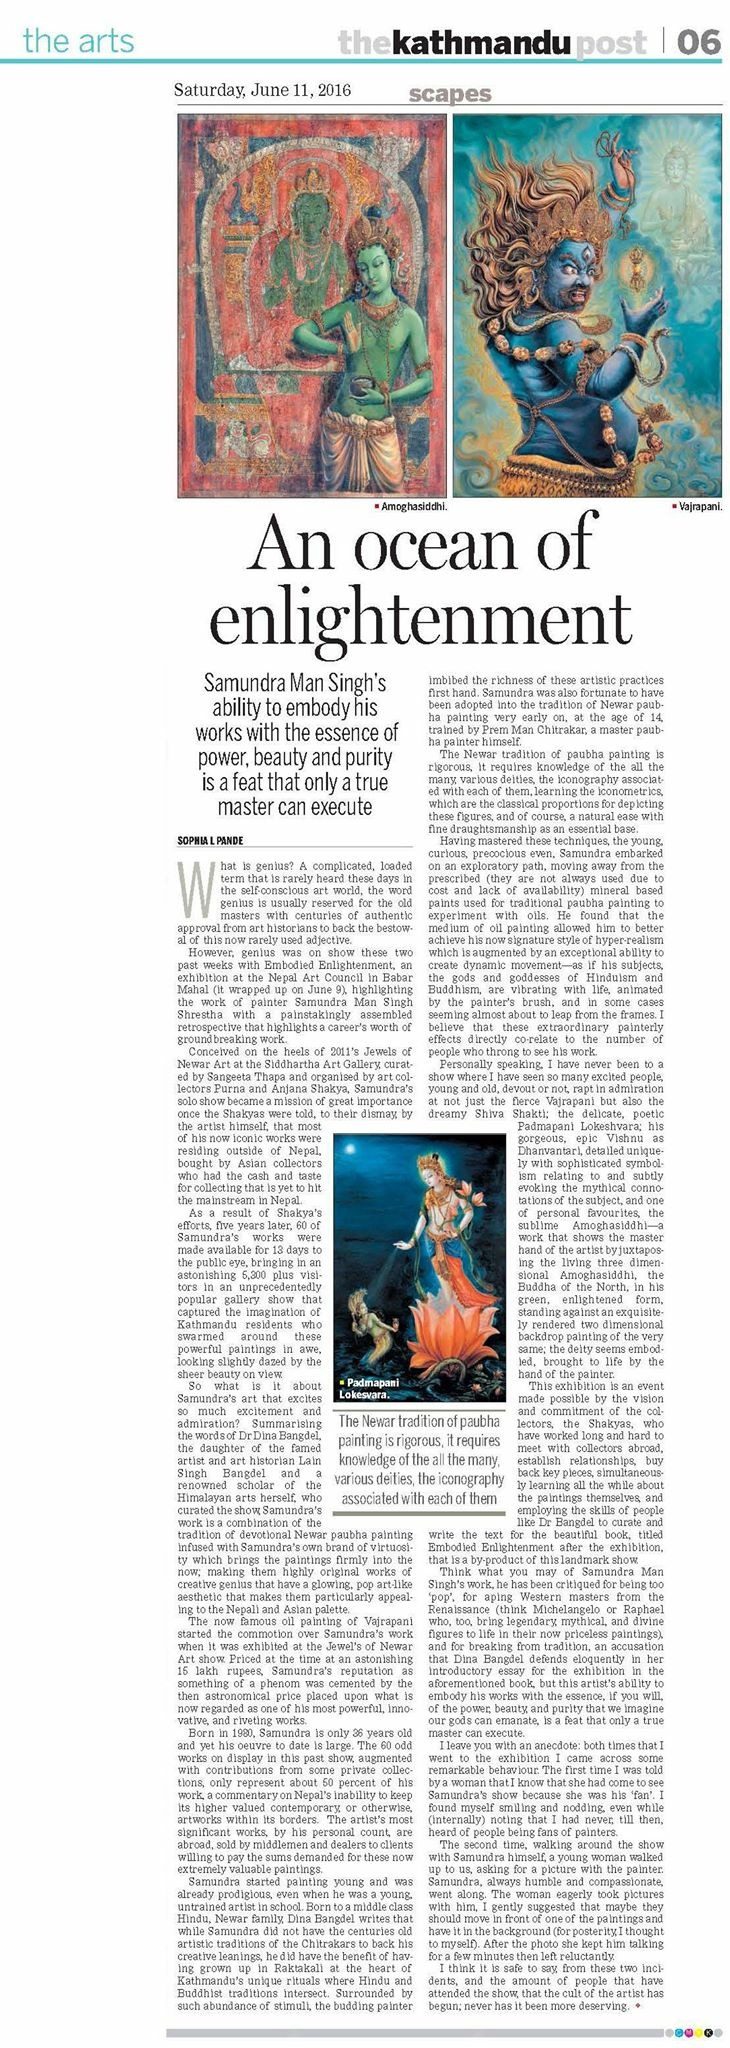 the arts
thekathmandupost | 06
Saturday, June 11, 2016
scapes
Amoghasiddhi.
Vajrapani.
An ocean of
enlightenment
Samundra Man Singh's
ability to embody his
works with the essence of
power, beauty and purity
is a feat that only a true
master can execute
SOPHIA L PANDE
What is genius? A complicated, loaded
term that is rarely heard these days in
the self-conscious art world, the word
genius is usually reserved for the old
masters with centuries of authentic
approval from art historians to back the bestow-
al of this now rarely used adjective.
However, genius was on show these two
past weeks with Embodied Enlightenment, an
exhibition at the Nepal Art Council in Babar
Mahal (it wrapped up on June 9), highlighting
the work of painter Samundra Man Singh
Shrestha with a painstakingly assembled
retrospective that highlights a career's worth of
groundbreaking work.
Conceived on the heels of 2011's Jewels of
Newar Art at the Siddhartha Art Gallery, curat-
ed by Sangeeta Thapa and organised by art col-
lectors Purna and Anjana Shakya, Samundra's
solo show became a mission of great importance
once the Shakyas were told, to their dismay, by
the artist himself, that most
of his now iconic works were
residing outside of Nepal,
bought by Asian collectors
who had the cash and taste
for collecting that is yet to hit
the mainstream in Nepal.
As a result of Shakya's
efforts, five years later, 60 of
Samundra's works were
made available for 13 days to
the public eye, bringing in an
astonishing 5,300 plus visi-
tors in an unprecedentedly
popular gallery show that
captured the imagination of
Kathmandu residents who
swarmed around these
powerful paintings in awe,
looking slightly dazed by the
sheer beauty on view.
So what is it about
Samundra's art that excites
so much excitement and
admiration? Summarising
the words of Dr Dina Bangdel,
the daughter of the famed
artist and art historian Lain
Singh Bangdel and a
renowned scholar of the
Himalayan arts herself, who
curated the show, Samundra's
work is a combination of the
tradition of devotional Newar paubha painting
infused with Samundra's own brand of virtuosi-
ty which brings the paintings firmly into the
now; making them highly original works of
creative genius that have a glowing, pop art-like
aesthetic that makes them particularly appeal-
ing to the Nepali and Asian palette.
The now famous oil painting of Vajrapani
started the commotion over Samundra's work
when it was exhibited at the Jewel's of Newar
Art show. Priced at the time at an astonishing
15 lakh rupees, Samundra's reputation as
something of a phenom was cemented by the
then astronomical price placed upon what is
now regarded as one of his most powerful, inno-
vative, and riveting works.
Born in 1980, Samundra is only 36 years old
and yet his oeuvre to date is large. The 60 odd
works on display in this past show, augmented
with contributions from some private collec-
tions, only represent about 50 percent of his
work, a commentary on Nepal's inability to keep
its higher valued contemporary, or otherwise,
artworks within its borders. The artist's most
significant works, by his personal count, are
abroad, sold by middlemen and dealers to clients
willing to pay the sums demanded for these now
extremely valuable paintings.
Samundra started painting young and was
already prodigious, even when he was a young,
untrained artist in school. Born to a middle class
Hindu, Newar family, Dina Bangdel writes that
while Samundra did not have the centuries old
artistic traditions of the Chitrakars to back his
creative leanings, he did have the benefit of hav-
ing grown up in Raktakali at the heart of
Kathmandu's unique rituals where Hindu and
Buddhist traditions intersect. Surrounded by
such abundance of stimuli, the budding painter
Padmapani
Lokesvara.
The Newar tradition of paubha
painting is rigorous, it requires
knowledge of the all the many,
various deities, the iconography
associated with each of them
imbibed the richness of these artistic practices
first hand. Samundra was also fortunate to have
been adopted into the tradition of Newar paub-
ha painting very early on, at the age of 14,
trained by Prem Man Chitrakar, a master paub-
ha painter himself.
The Newar tradition of paubha painting is
rigorous, it requires knowledge of the all the
many, various deities, the iconography associat-
ed with each of them, learning the iconometrics,
which are the classical proportions for depicting
these figures, and of course, a natural ease with
fine draughtsmanship as an essential base.
Having mastered these techniques, the young,
curious, precocious even, Samundra embarked
on an exploratory path, moving away from the
prescribed (they are not always used due to
cost and lack of availability) mineral based
paints used for traditional paubha painting to
experiment with oils. He found that the
medium of oil painting allowed him to better
achieve his now signature style of hyper-realism
which is augmented by an exceptional ability to
create dynamic movement—as if his subjects,
the gods and goddesses of Hinduism and
Buddhism, are vibrating with life, animated
by the painter's brush, and in some cases
seeming almost about to leap from the frames. I
believe that these extraordinary painterly
effects directly co-relate to the number of
people who throng to see his work.
Personally speaking, I have never been to a
show where I have seen so many excited people,
young and old, devout or not, rapt in admiration
at not just the fierce Vajrapani but also the
dreamy Shiva Shakti; the delicate, poetic
Padmapani Lokeshvara; his
gorgeous, epic Vishnu as
Dhanvantari, detailed unique-
ly with sophisticated symbol-
ism relating to and subtly
evoking the mythical conno-
tations of the subject, and one
of personal favourites, the
sublime Amoghasiddhi—a
work that shows the master
hand of the artist by juxtapos-
ing the living three dimen-
sional Amoghasiddhi, the
Buddha of the North, in his
green, enlightened form,
standing against an exquisite-
ly rendered two dimensional
backdrop painting of the very
same; the deity seems embod-
ied, brought to life by the
hand of the painter.
This exhibition is an event
made possible by the vision
and commitment of the col-
lectors, the Shakyas, who
have worked long and hard to
meet with collectors abroad,
establish relationships, buy
back key pieces, simultaneous-
ly learning all the while about
the paintings themselves, and
employing the skills of people
like Dr Bangdel to curate and
write the text for the beautiful book, titled
Embodied Enlightenment after the exhibition,
that is a by-product of this landmark show.
Think what you may of Samundra Man
Singh's work, he has been critiqued for being too
'pop', for aping Western masters from the
Renaissance (think Michelangelo or Raphael
who, too, bring legendary, mythical, and divine
figures to life in their now priceless paintings),
and for breaking from tradition, an accusation
that Dina Bangdel defends eloquently in her
introductory essay for the exhibition in the
aforementioned book, but this artist's ability to
embody his works with the essence, if you will,
of the power, beauty, and purity that we imagine
our gods can emanate, is a feat that only a true
master can execute.
I leave you with an anecdote: both times that I
went to the exhibition I came across some
remarkable behaviour. The first time I was told
by a woman that I know that she had come to see
Samundra's show because she was his 'fan'. I
found myself smiling and nodding, even while
(internally) noting that I had never, till then,
heard of people being fans of painters.
The second time, walking around the show
with Samundra himself, a young woman walked
up to us, asking for a picture with the painter.
Samundra, always humble and compassionate,
went along. The woman eagerly took pictures
with him, I gently suggested that maybe they
should move in front of one of the paintings and
have it in the background (for posterity, I thought
to myself). After the photo she kept him talking
for a few minutes then left reluctantly.
I think it is safe to say, from these two inci-
dents, and the amount of people that have
attended the show, that the cult of the artist has
begun; never has it been more deserving.
C M Y K